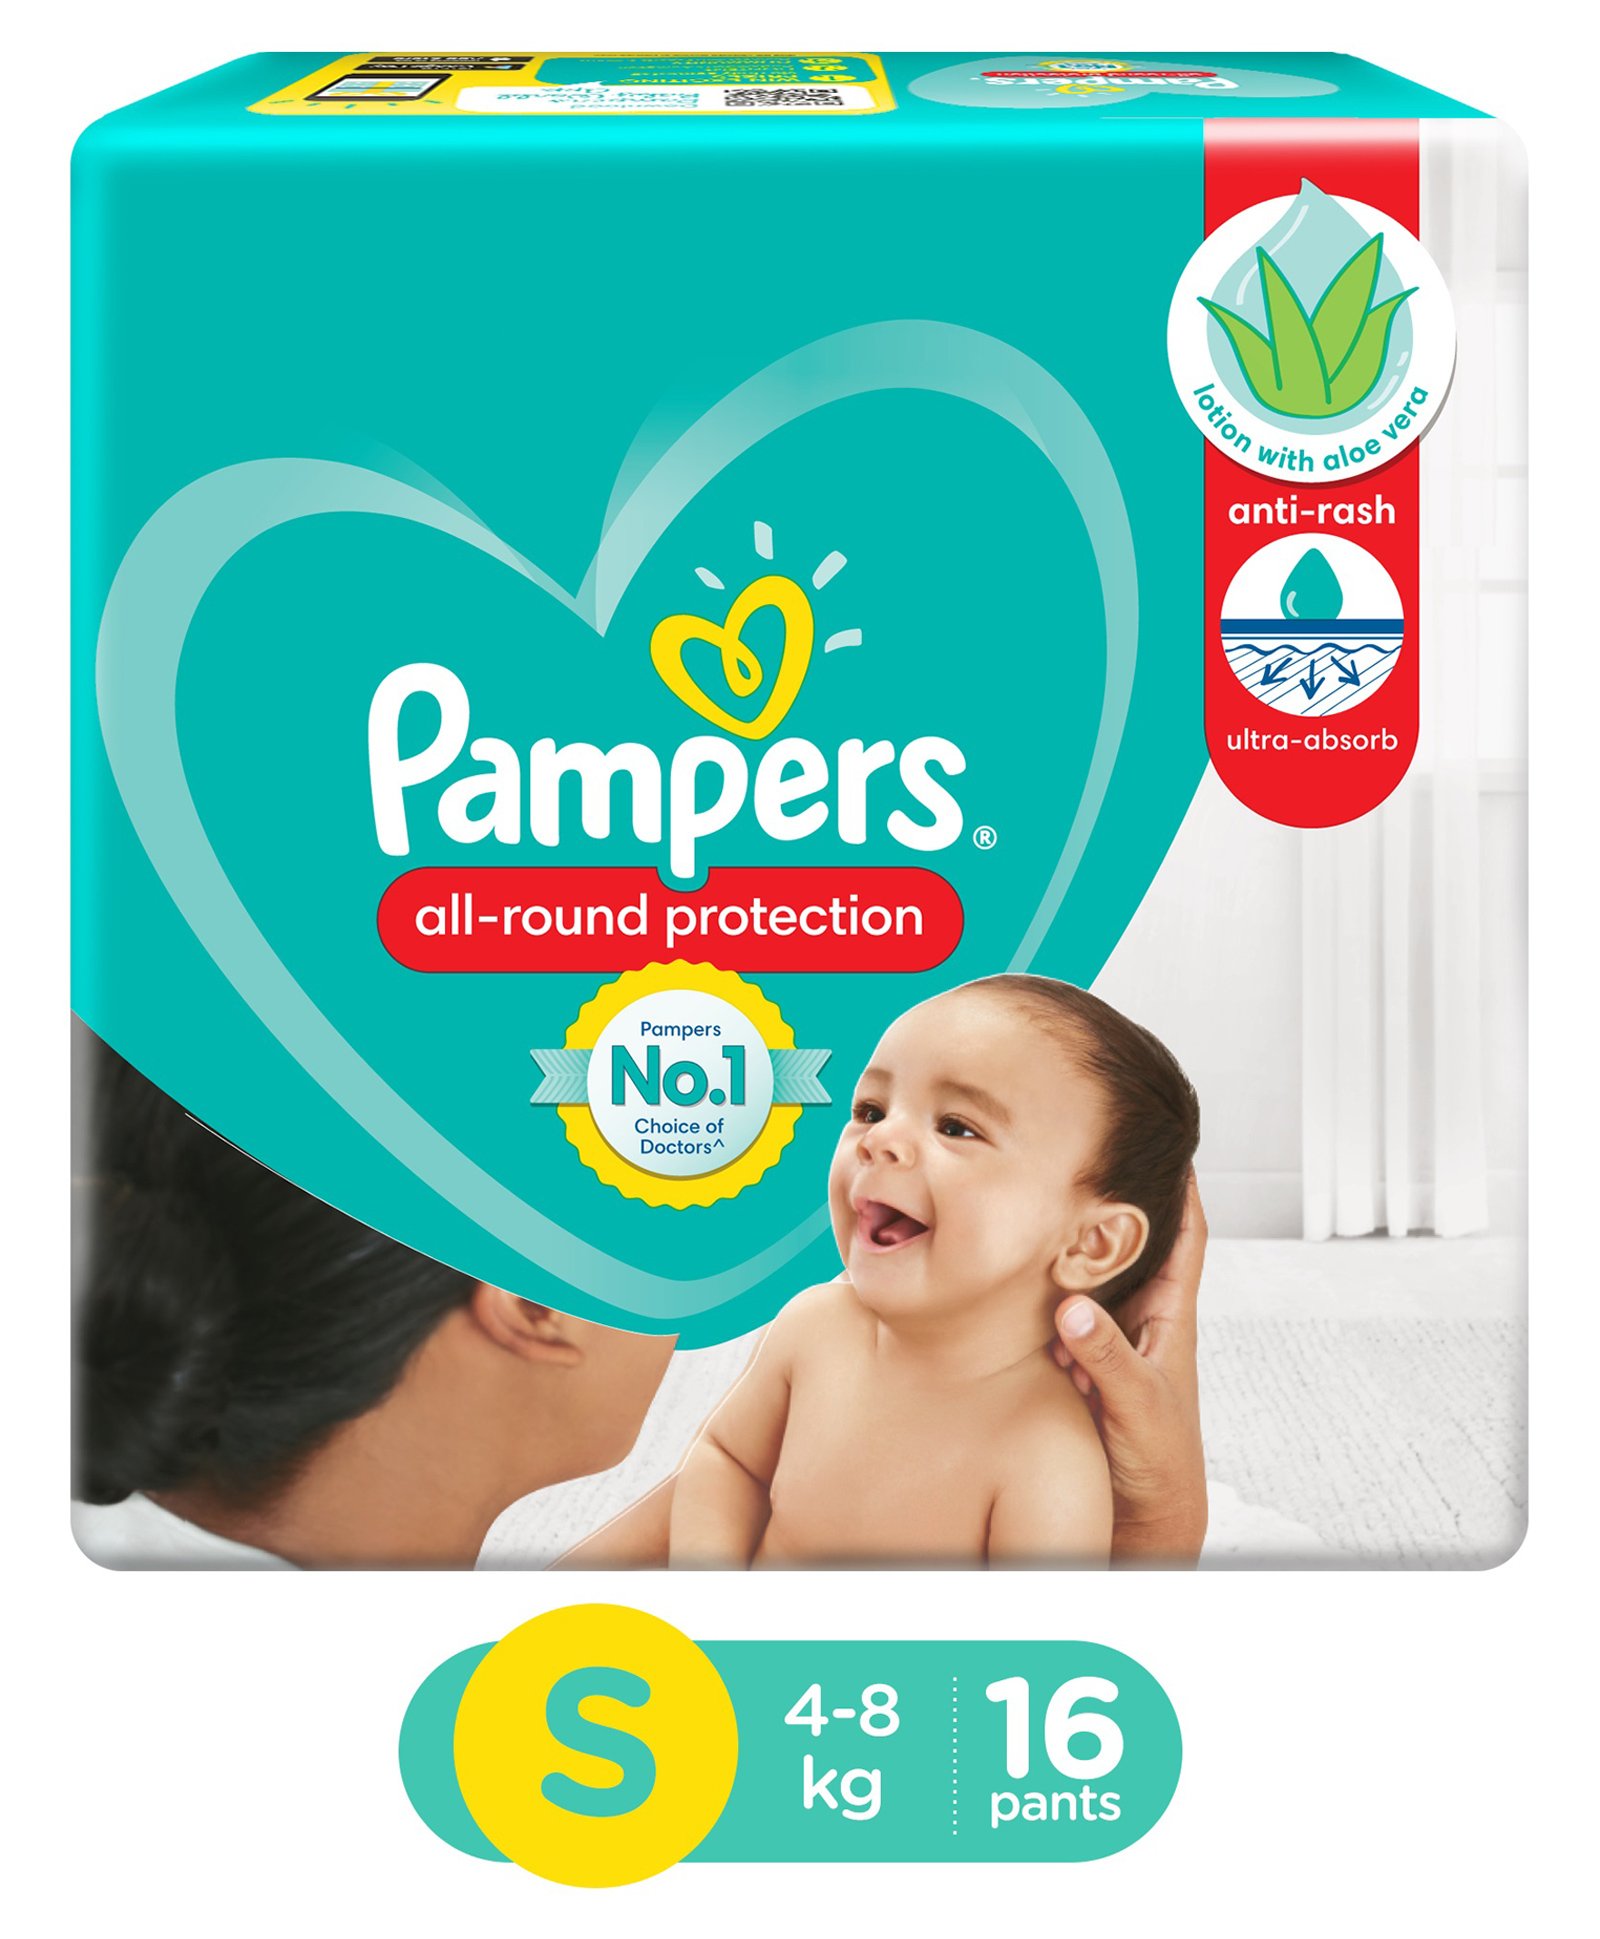 lotion with aloe vera
anti-rash
ultra-absorb
Pampers®
all-round protection
Pampers
No.1
Choice of
Doctors^
S
4-8
kg
16
pants